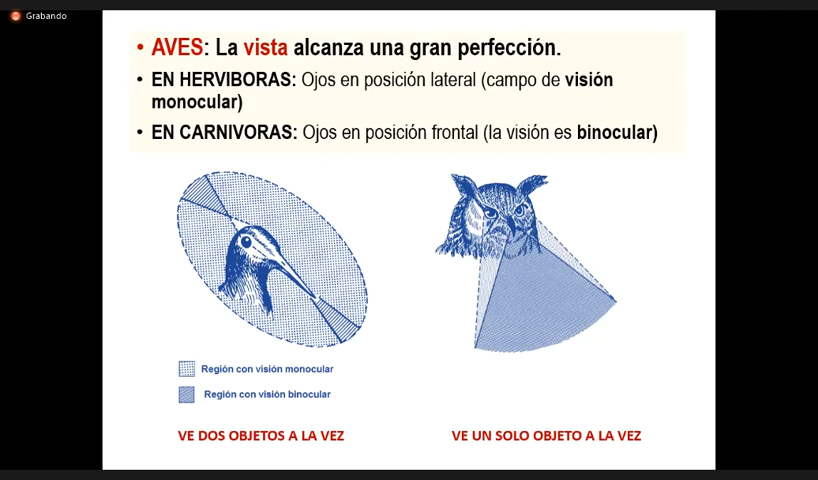 Grabando
• AVES: La vista alcanza una gran perfección.
• EN HERVIBORAS: Ojos en posición lateral (campo de visión
monocular)
• EN CARNIVORAS: Ojos en posición frontal (la visión es binocular)
Región con visión monocular
Región con visión binocular
VE DOS OBJETOS A LA VEZ
VE UN SOLO OBJETO A LA VEZ